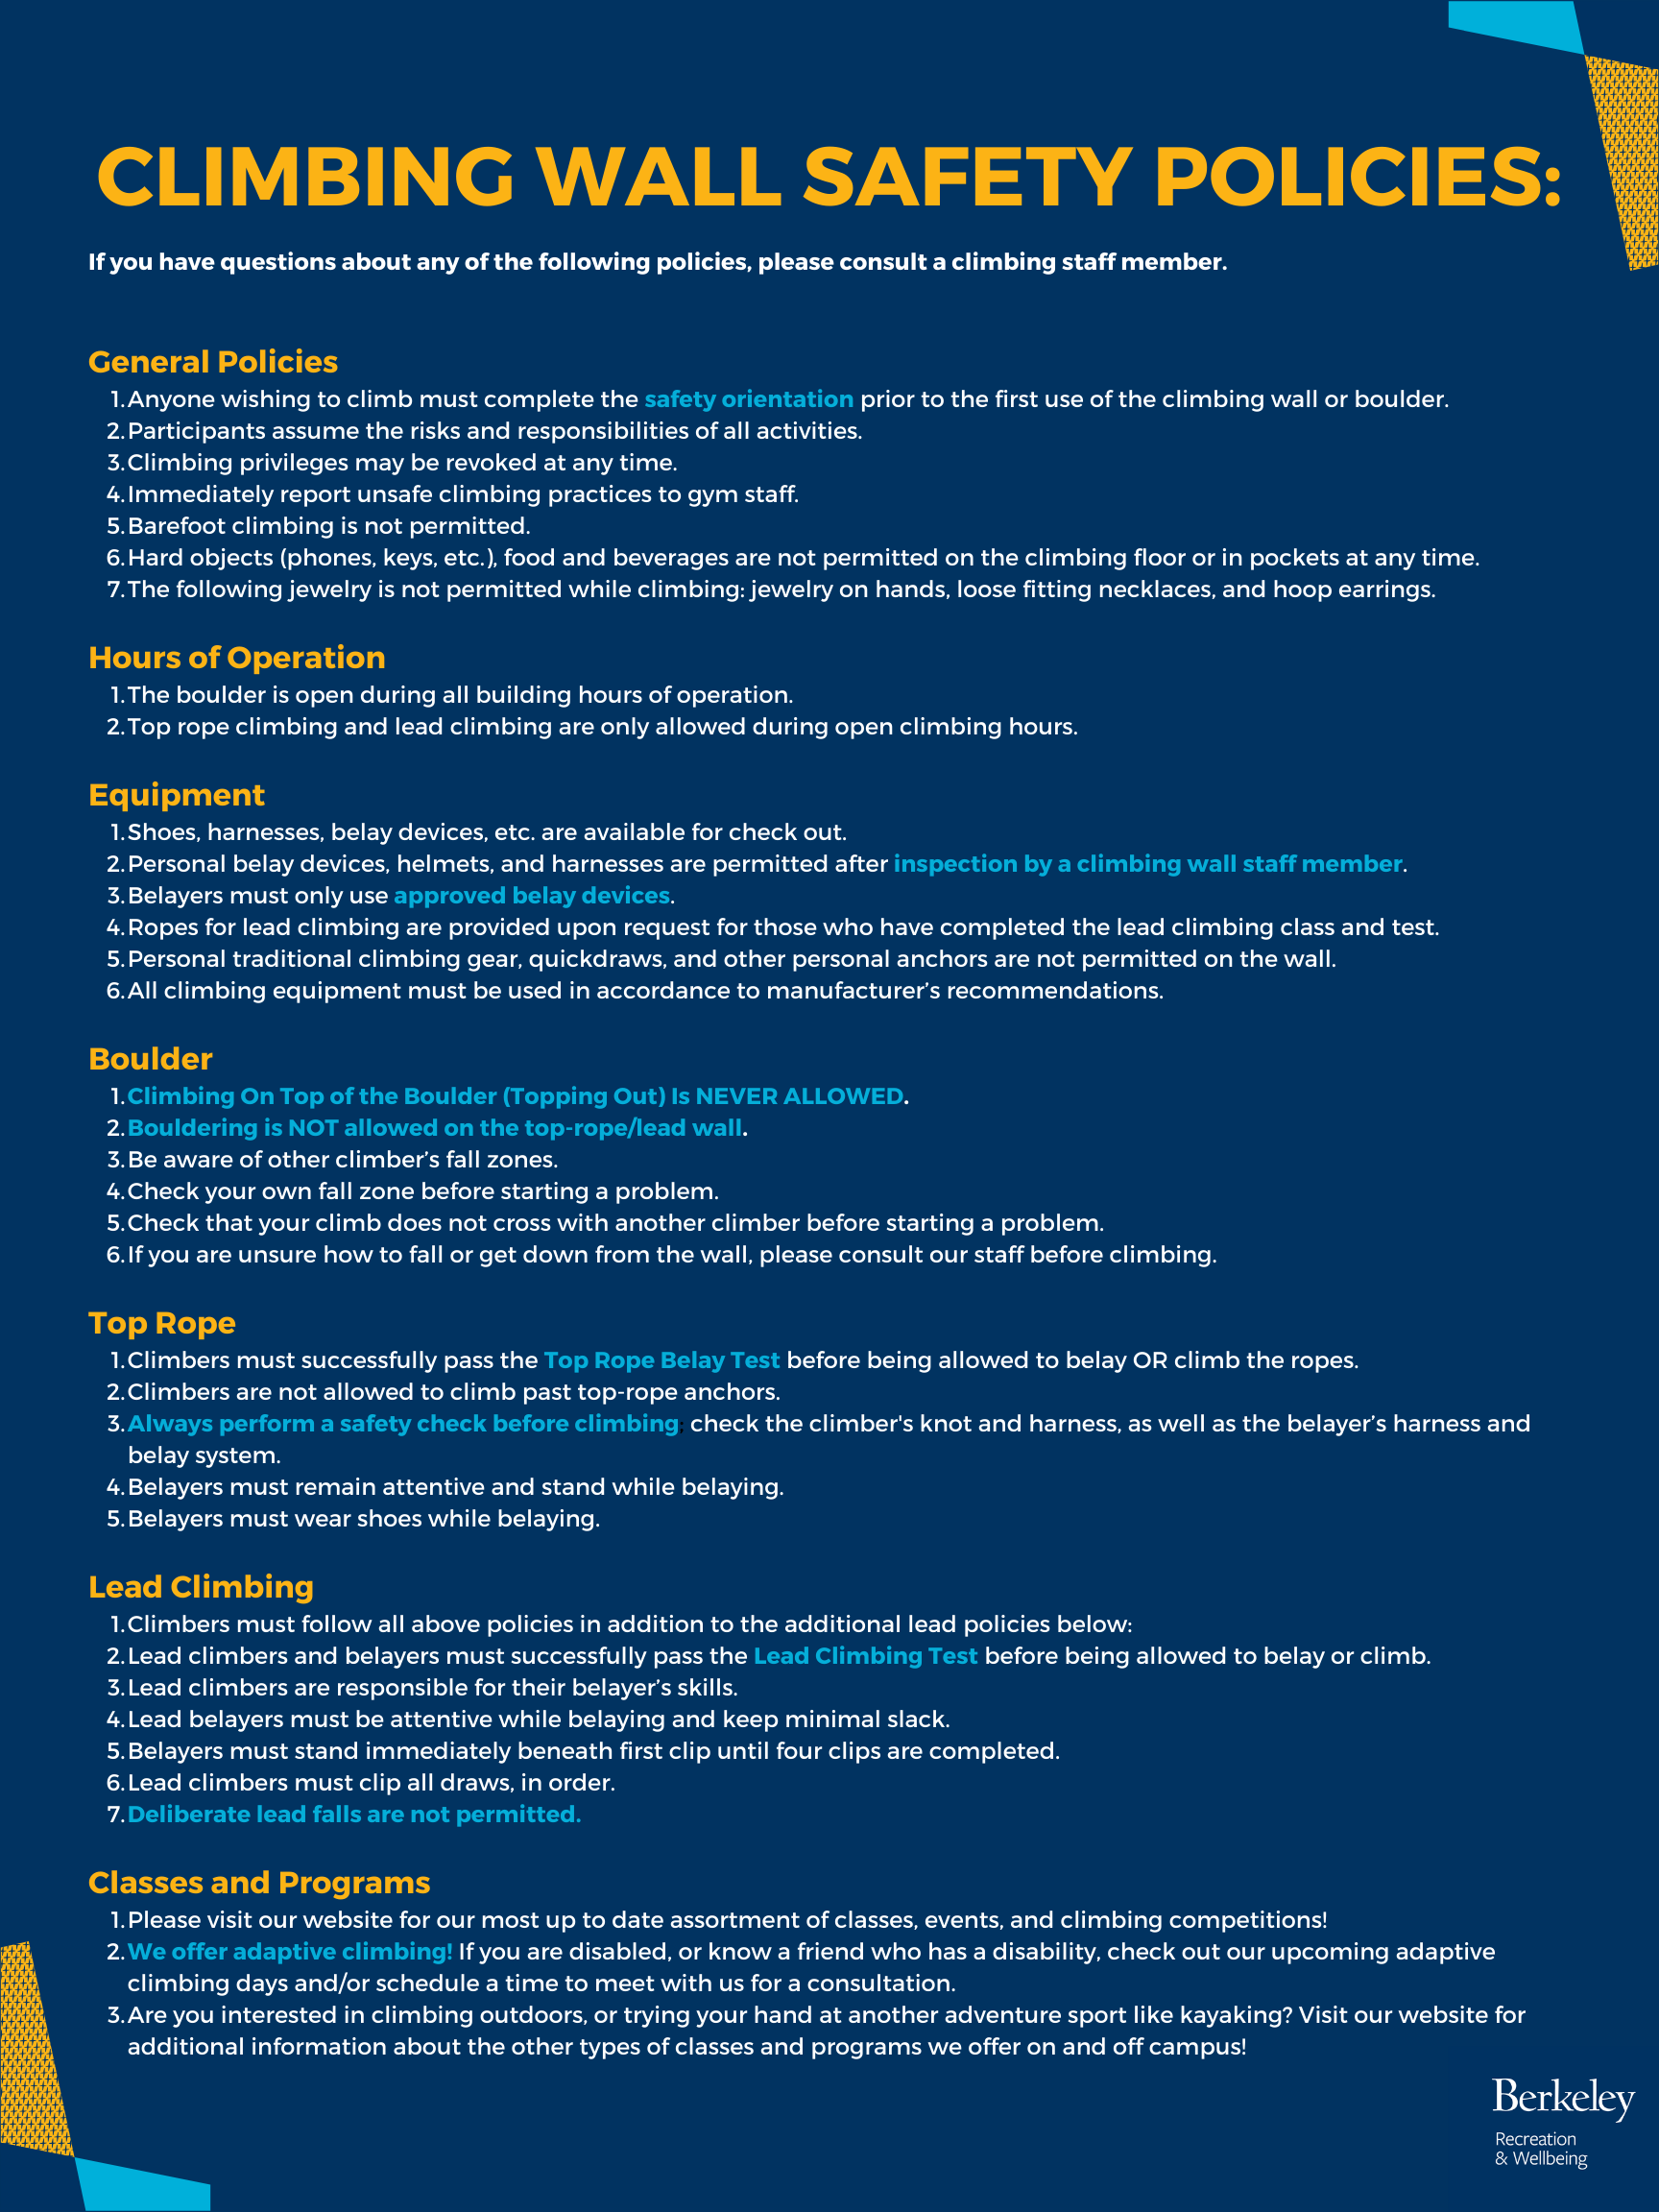 CLIMBING WALL SAFETY POLICIES:
If you have questions about any of the following policies, please consult a climbing staff member.
General Policies
1. Anyone wishing to climb must complete the safety orientation prior to the first use of the climbing wall or boulder.
2. Participants assume the risks and responsibilities of all activities.
3. Climbing privileges may be revoked at any time.
4. Immediately report unsafe climbing practices to gym staff.
5. Barefoot climbing is not permitted.
6. Hard objects (phones, keys, etc.), food and beverages are not permitted on the climbing floor or in pockets at any time.
7. The following jewelry is not permitted while climbing: jewelry on hands, loose fitting necklaces, and hoop earrings.
Hours of Operation
1. The boulder is open during all building hours of operation.
2. Top rope climbing and lead climbing are only allowed during open climbing hours.
Equipment
1. Shoes, harnesses, belay devices, etc. are available for check out.
2. Personal belay devices, helmets, and harnesses are permitted after inspection by a climbing wall staff member.
3. Belayers must only use approved belay devices.
4. Ropes for lead climbing are provided upon request for those who have completed the lead climbing class and test.
5. Personal traditional climbing gear, quickdraws, and other personal anchors are not permitted on the wall.
6. All climbing equipment must be used in accordance to manufacturer’s recommendations.
Boulder
1. Climbing On Top of the Boulder (Topping Out) Is NEVER ALLOWED.
2. Bouldering is NOT allowed on the top-rope/lead wall.
3. Be aware of other climber’s fall zones.
4. Check your own fall zone before starting a problem.
5. Check that your climb does not cross with another climber before starting a problem.
6. If you are unsure how to fall or get down from the wall, please consult our staff before climbing.
Top Rope
1. Climbers must successfully pass the Top Rope Belay Test before being allowed to belay OR climb the ropes.
2. Climbers are not allowed to climb past top-rope anchors.
3. Always perform a safety check before climbing; check the climber's knot and harness, as well as the belayer’s harness and
belay system.
4. Belayers must remain attentive and stand while belaying.
5. Belayers must wear shoes while belaying.
Lead Climbing
1. Climbers must follow all above policies in addition to the additional lead policies below:
2. Lead climbers and belayers must successfully pass the Lead Climbing Test before being allowed to belay or climb.
3. Lead climbers are responsible for their belayer’s skills.
4. Lead belayers must be attentive while belaying and keep minimal slack.
5. Belayers must stand immediately beneath first clip until four clips are completed.
6. Lead climbers must clip all draws, in order.
7. Deliberate lead falls are not permitted.
Classes and Programs
1. Please visit our website for our most up to date assortment of classes, events, and climbing competitions!
2. We offer adaptive climbing! If you are disabled, or know a friend who has a disability, check out our upcoming adaptive
climbing days and/or schedule a time to meet with us for a consultation.
3. Are you interested in climbing outdoors, or trying your hand at another adventure sport like kayaking? Visit our website for
additional information about the other types of classes and programs we offer on and off campus!
Berkeley
Recreation
& Wellbeing